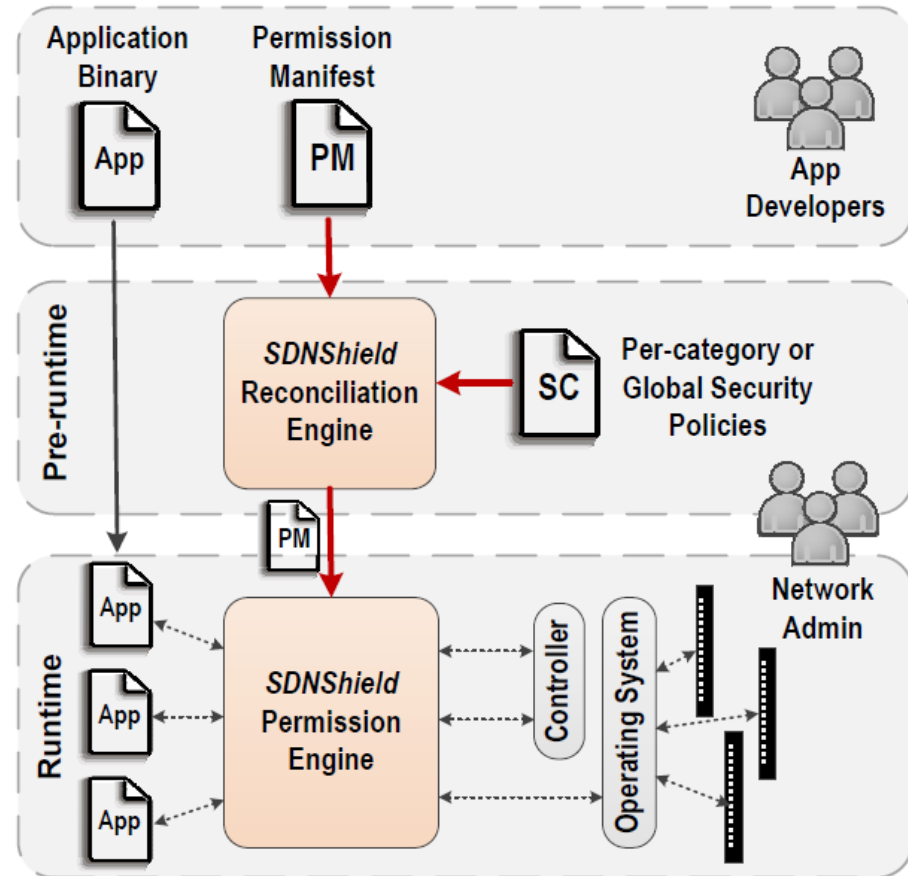 Application
Binary
Permission
Manifest
App
PM
App
Developers
Pre-runtime
SDNShield
Reconciliation
Engine
SC
Per-category or
Global Security
Policies
PM
Network
Admin
Runtime
App
App
App
SDNShield
Permission
Engine
Controller
Operating System